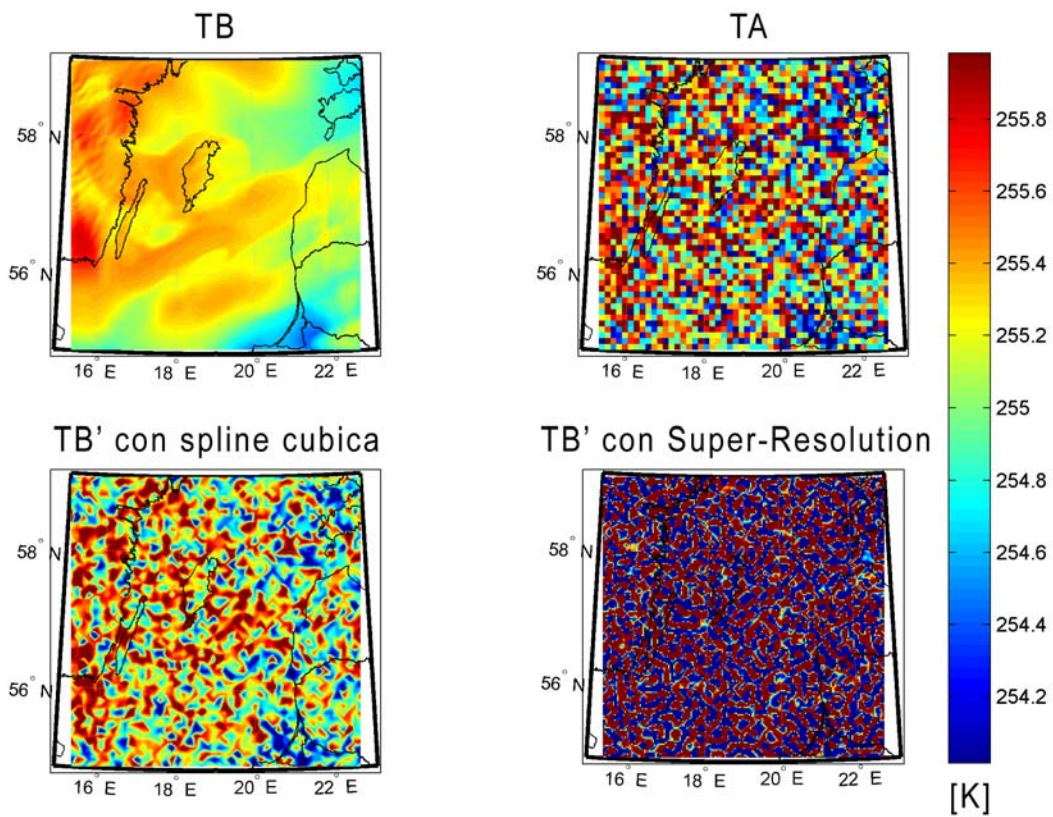 TB
TA
58° N
56° N
16° E
18° E
20° E
22° E
58° N
56° N
16° E
18° E
20° E
22° E
255.8
255.6
255.4
255.2
255
254.8
254.6
254.4
254.2
[K]
TB' con spline cubica
TB' con Super-Resolution
58° N
56° N
16° E
18° E
20° E
22° E
58° N
56° N
16° E
18° E
20° E
22° E